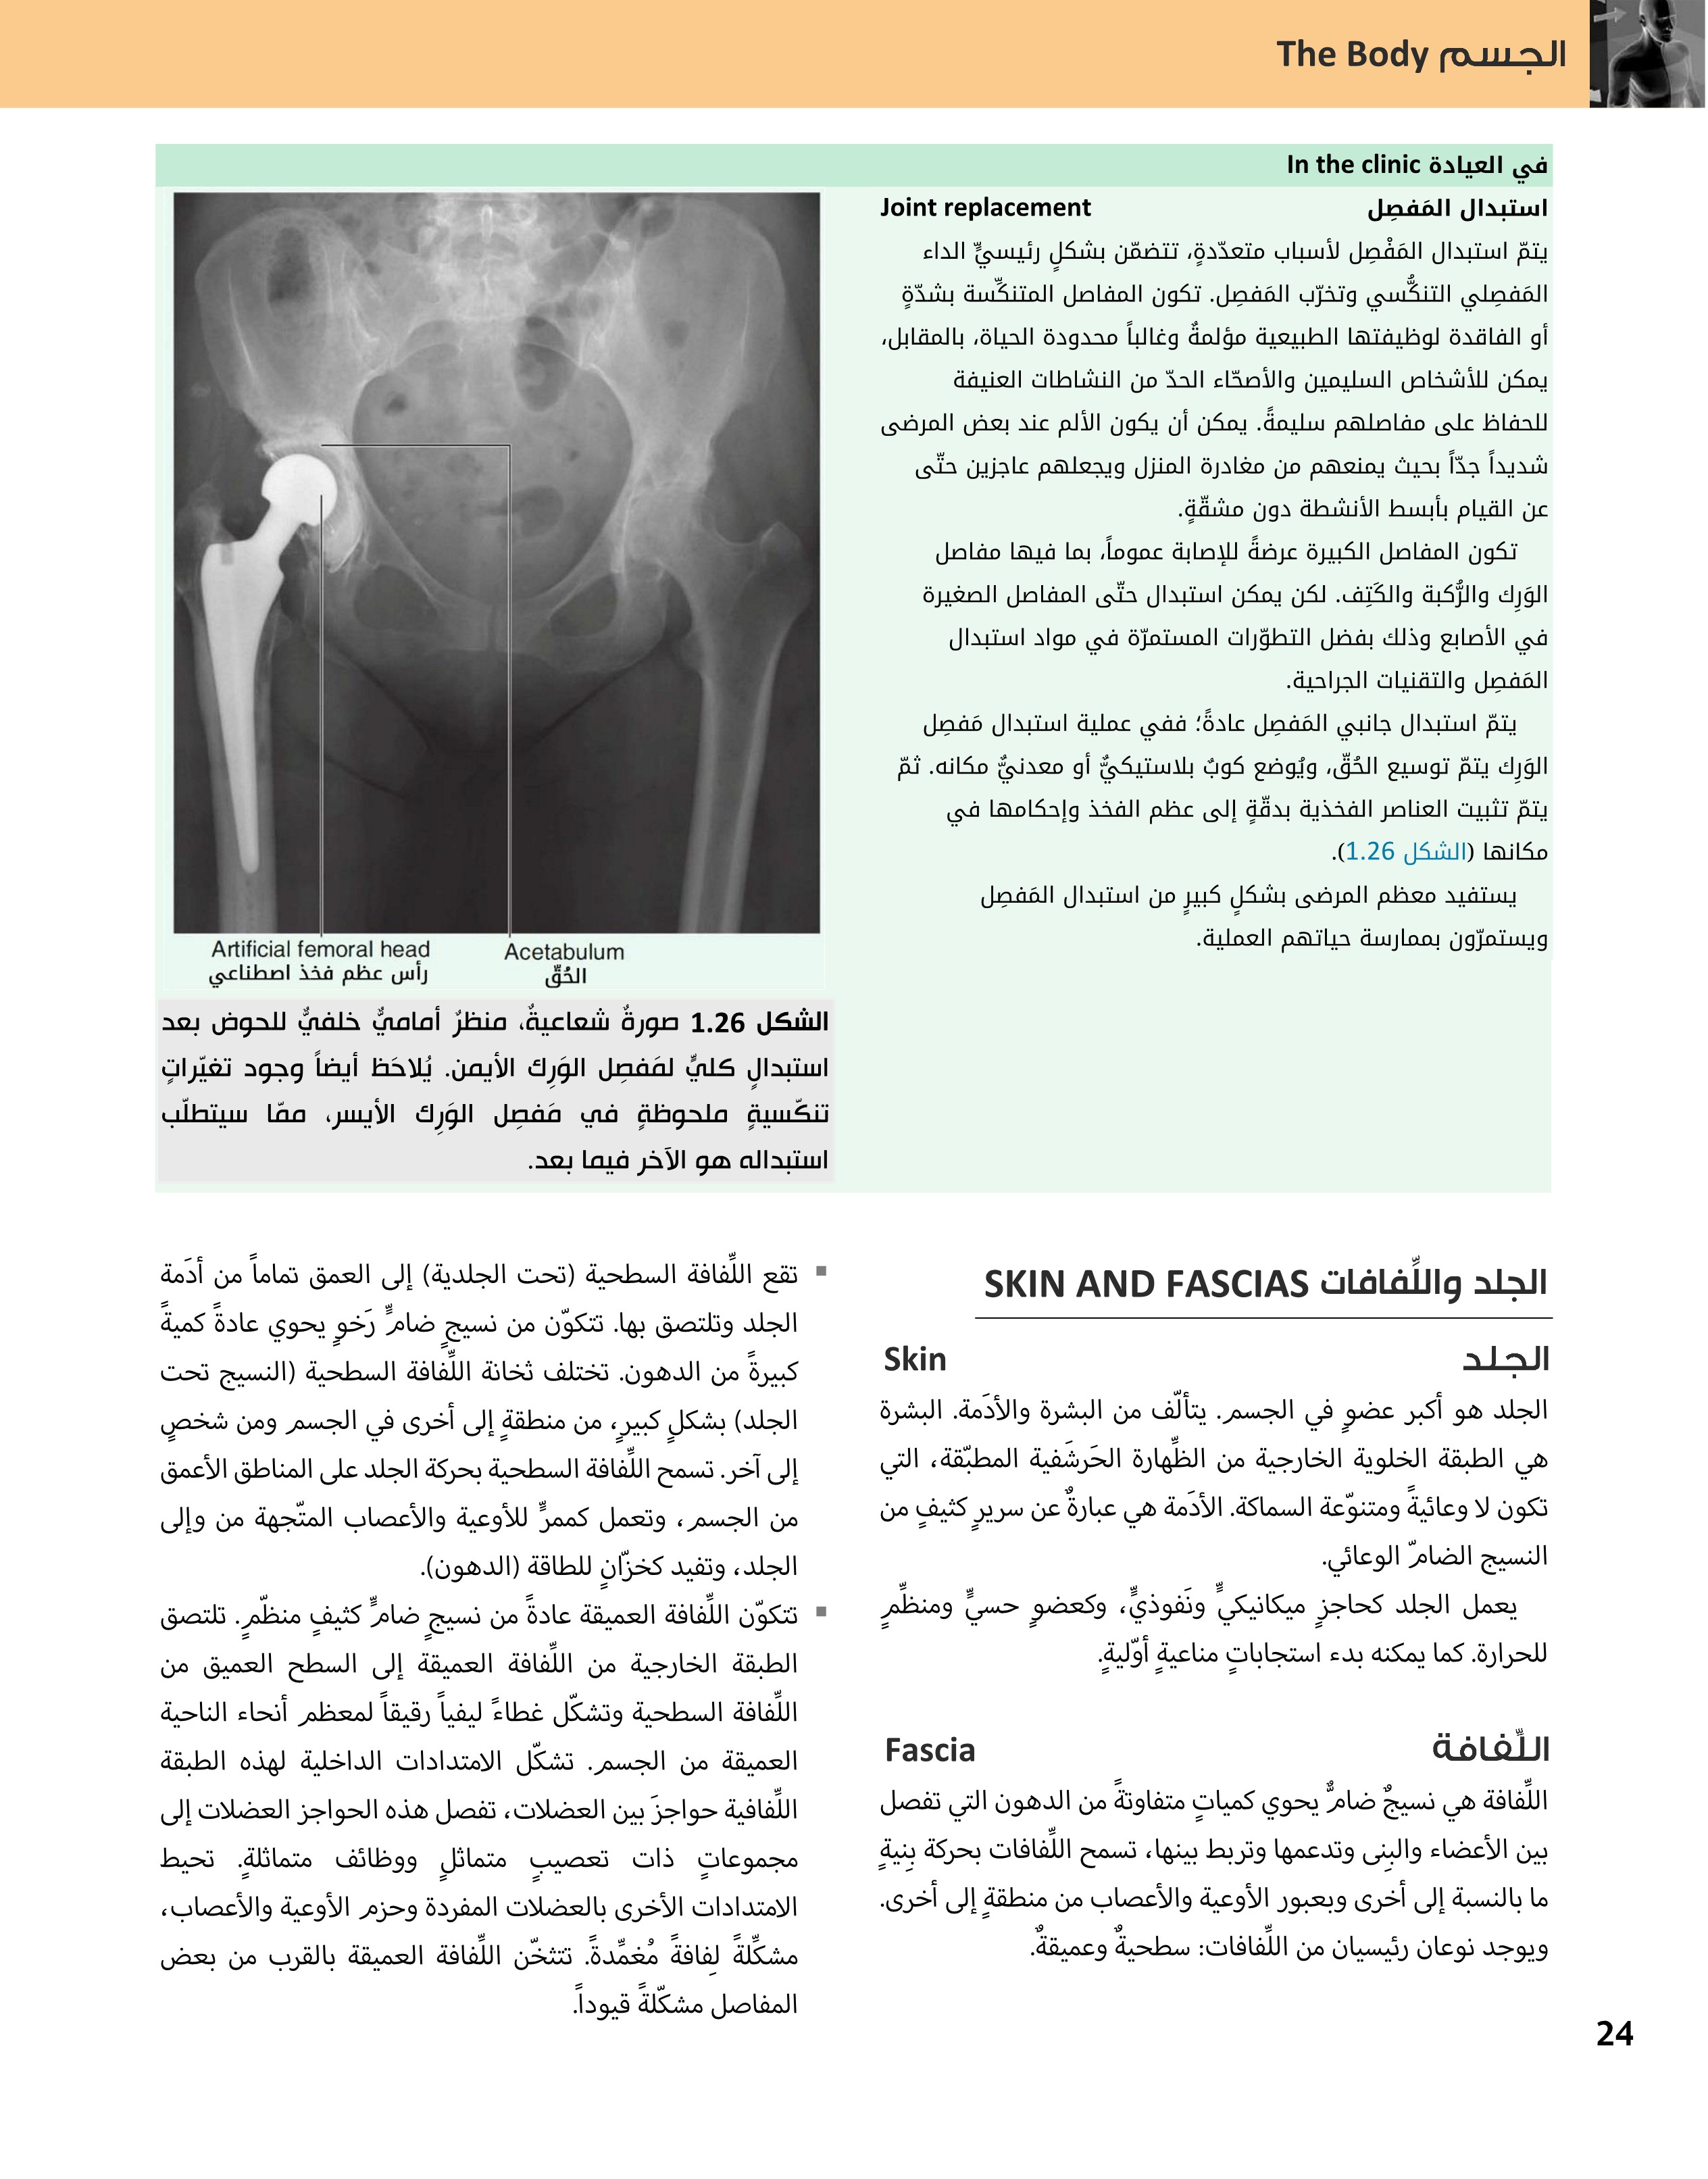 الجسم The Body
في العيادة In the clinic
استبدال المَفصِل Joint replacement
يتمّ استبدال المَفْصِل لأسباب متعدّدةٍ، تتضمّن بشكلٍ رئيسيٍّ الداء
المَفصِلي التنكُّسي وتخرّب المَفصِل. تكون المفاصل المتنكِّسة بشدّةٍ
أو الفاقدة لوظيفتها الطبيعية مؤلمةٌ وغالباً محدودة الحياة، بالمقابل،
يمكن للأشخاص السليمين والأصحّاء الحدّ من النشاطات العنيفة
للحفاظ على مفاصلهم سليمةً. يمكن أن يكون الألم عند بعض المرضى
شديداً جدّاً بحيث يمنعهم من مغادرة المنزل ويجعلهم عاجزين حتّى
عن القيام بأبسط الأنشطة دون مشقّةٍ.
تكون المفاصل الكبيرة عرضةً للإصابة عموماً، بما فيها مفاصل
الوَرِك والرُّكبة والكَتِف. لكن يمكن استبدال حتّى المفاصل الصغيرة
في الأصابع وذلك بفضل التطوّرات المستمرّة في مواد استبدال
المَفصِل والتقنيات الجراحية.
يتمّ استبدال جانبي المَفصِل عادةً؛ ففي عملية استبدال مَفصِل
الوَرِك يتمّ توسيع الحُقّ، ويُوضع كوبٌ بلاستيكيٌّ أو معدنيٌّ مكانه. ثمّ
يتمّ تثبيت العناصر الفخذية بدقّةٍ إلى عظم الفخذ وإحكامها في
مكانها (الشكل 1.26).
يستفيد معظم المرضى بشكلٍ كبيرٍ من استبدال المَفصِل
ويستمرّون بممارسة حياتهم العملية.
Artificial femoral head
رأس عظم فخذ اصطناعي
Acetabulum
الحُقّ
الشكل 1.26 صورةٌ شعاعيةٌ، منظرٌ أماميٌّ خلفيٌّ للحوض بعد
استبدالٍ كليٍّ لمَفصِل الوَرِك الأيمن. يُلاحَظ أيضاً وجود تغيّراتٍ
تنكّسيةٍ ملحوظةٍ في مَفصِل الوَرِك الأيسر، ممّا سيتطلّب
استبداله هو الآخر فيما بعد.
الجلد واللِّفافات SKIN AND FASCIAS
الجلد Skin
الجلد هو أكبر عضوٍ في الجسم. يتألّف من البشرة والأدَمة. البشرة
هي الطبقة الخلوية الخارجية من الظِّهارة الحَرشَفية المطبّقة، التي
تكون لا وعائيةً ومتنوّعة السماكة. الأدَمة هي عبارةٌ عن سريرٍ كثيفٍ من
النسيج الضامّ الوعائي.
يعمل الجلد كحاجزٍ ميكانيكيٍّ ونَفوذيٍّ، وكعضوٍ حسيٍّ ومنظِّمٍ
للحرارة. كما يمكنه بدء استجاباتٍ مناعيةٍ أوّليةٍ.
اللِّفافة Fascia
اللِّفافة هي نسيجٌ ضامٌّ يحوي كمياتٍ متفاوتةً من الدهون التي تفصل
بين الأعضاء والبِنى وتدعمها وتربط بينها، تسمح اللِّفافات بحركة بِنيةٍ
ما بالنسبة إلى أخرى وبعبور الأوعية والأعصاب من منطقةٍ إلى أخرى.
ويوجد نوعان رئيسيان من اللِّفافات: سطحيةٌ وعميقةٌ.
▪ تقع اللِّفافة السطحية (تحت الجلدية) إلى العمق تماماً من أدَمة
الجلد وتلتصق بها. تتكوّن من نسيجٍ ضامٍّ رَخوٍ يحوي عادةً كميةً
كبيرةً من الدهون. تختلف ثخانة اللِّفافة السطحية (النسيج تحت
الجلد) بشكلٍ كبيرٍ، من منطقةٍ إلى أخرى في الجسم ومن شخصٍ
إلى آخر. تسمح اللِّفافة السطحية بحركة الجلد على المناطق الأعمق
من الجسم، وتعمل كممرٍّ للأوعية والأعصاب المتّجهة من وإلى
الجلد، وتفيد كخزّانٍ للطاقة (الدهون).
▪ تتكوّن اللِّفافة العميقة عادةً من نسيجٍ ضامٍّ كثيفٍ منظّمٍ. تلتصق
الطبقة الخارجية من اللِّفافة العميقة إلى السطح العميق من
اللِّفافة السطحية وتشكّل غطاءً ليفياً رقيقاً لمعظم أنحاء الناحية
العميقة من الجسم. تشكّل الامتدادات الداخلية لهذه الطبقة
اللِّفافية حواجزَ بين العضلات، تفصل هذه الحواجز العضلات إلى
مجموعاتٍ ذات تعصيبٍ متماثلٍ ووظائف متماثلةٍ. تحيط
الامتدادات الأخرى بالعضلات المفردة وحزم الأوعية والأعصاب،
مشكِّلةً لِفافةً مُغمِّدةً. تتثخّن اللِّفافة العميقة بالقرب من بعض
المفاصل مشكّلةً قيوداً.
24